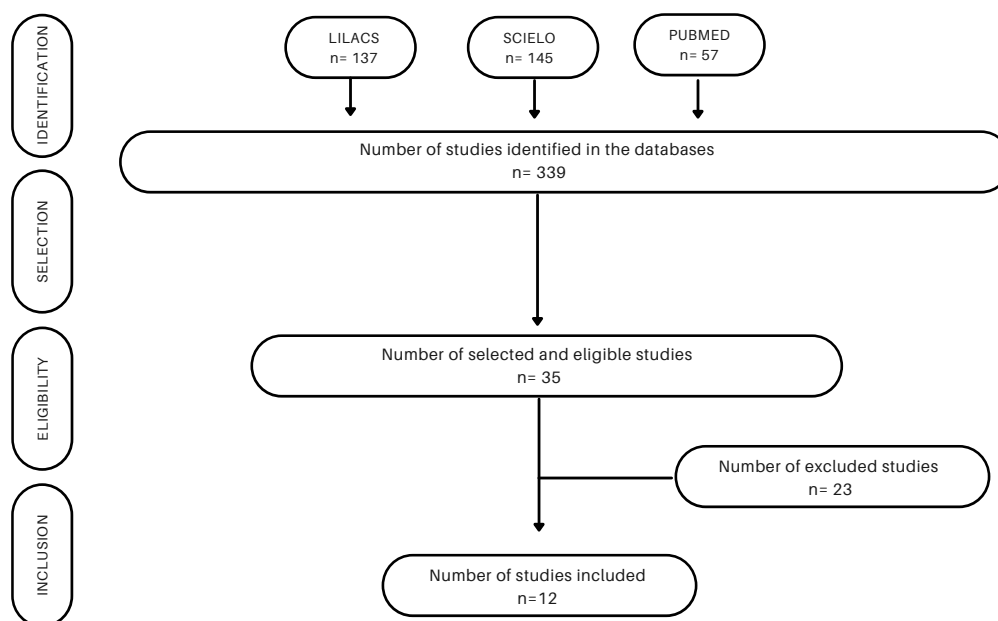 IDENTIFICATION
LILACS
n= 137
SCIELO
n= 145
PUBMED
n= 57
Number of studies identified in the databases
n= 339
SELECTION
Number of selected and eligible studies
n= 35
ELIGIBILITY
Number of excluded studies
n= 23
INCLUSION
Number of studies included
n=12